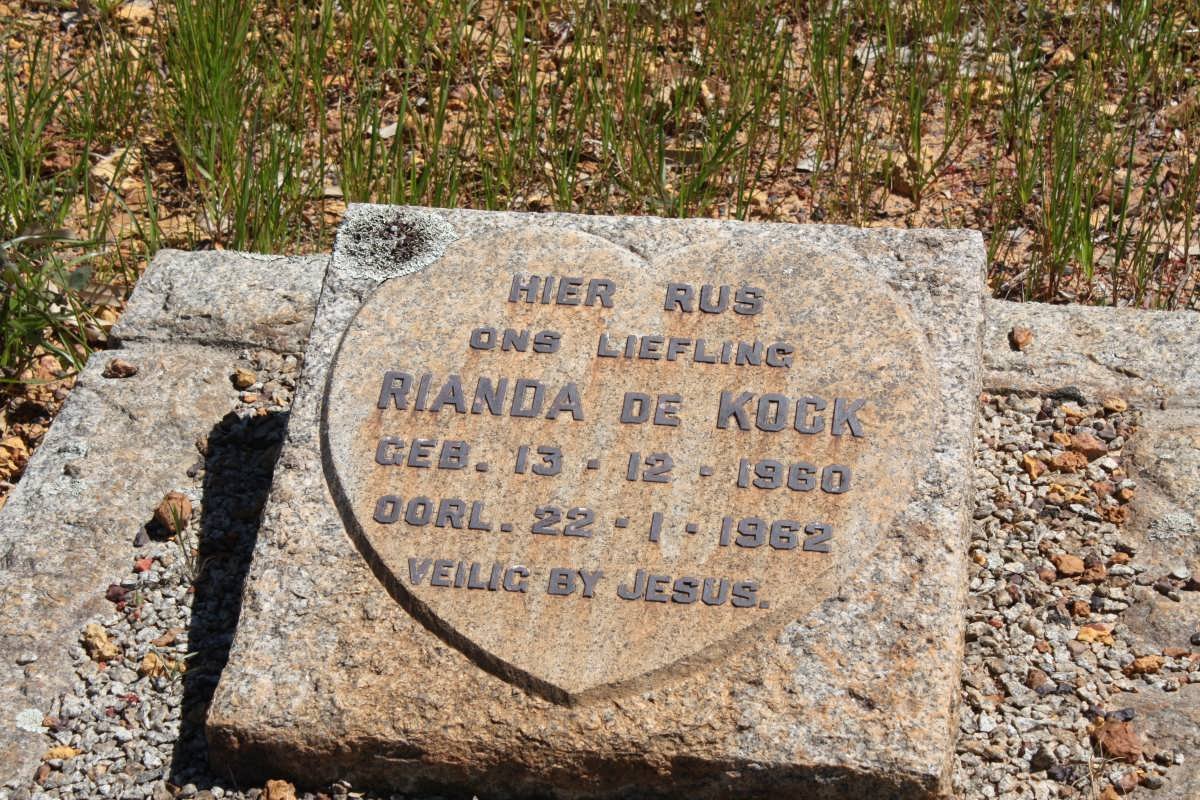 HIER RUS
ONS LIEFLING
RIANDA DE KOCK
GEB. 13 - 12 - 1960
OORL. 22 - 1 - 1962
VEILIG BY JESUS.